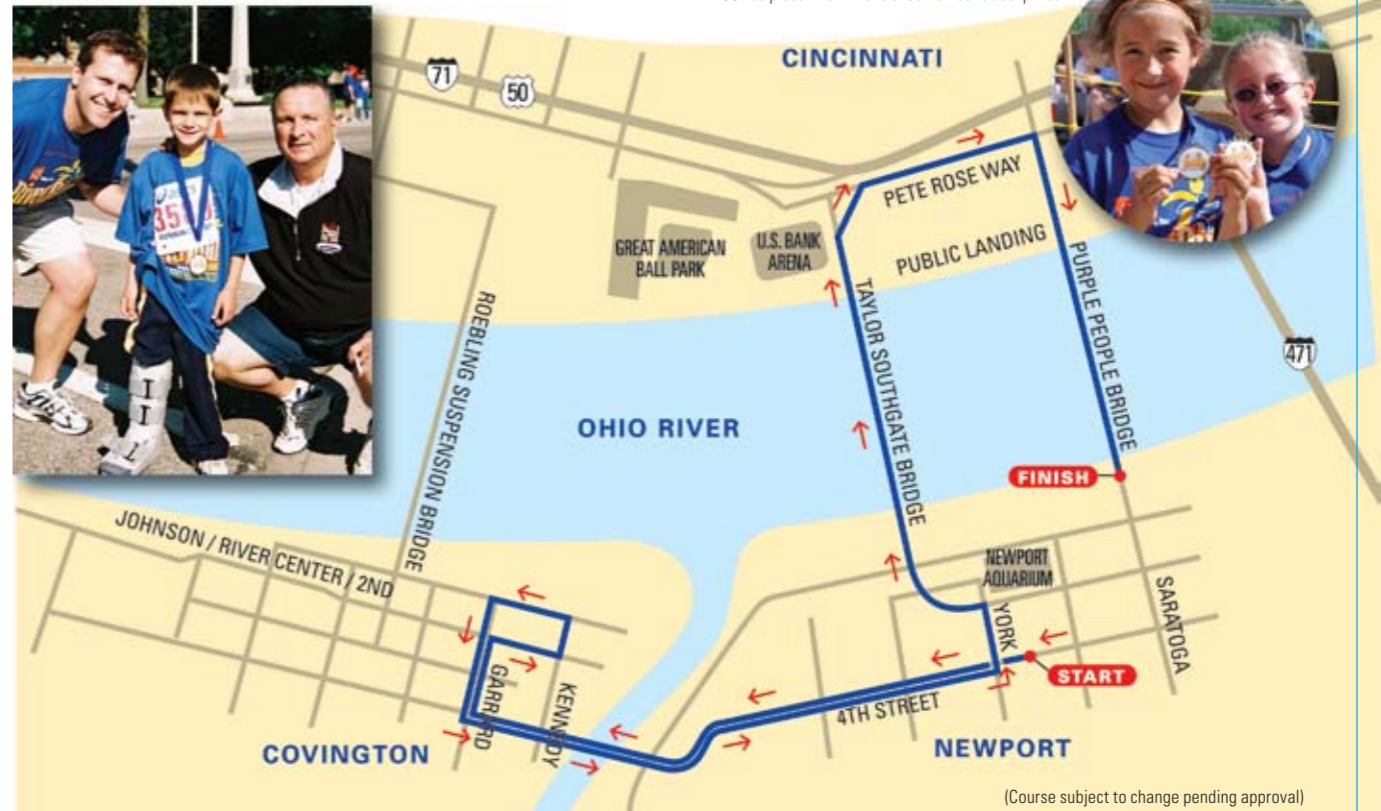 CINCINNATI
71
50
PETE ROSE WAY
GREAT AMERICAN
BALL PARK
U.S. BANK
ARENA
PUBLIC LANDING
PURPLE PEOPLE BRIDGE
TAYLOR SOUTHGATE BRIDGE
ROEBLING SUSPENSION BRIDGE
471
OHIO RIVER
FINISH
JOHNSON / RIVER CENTER / 2ND
NEWPORT
AQUARIUM
YORK
SARATOGA
START
GARRARD
KENNEDY
4TH STREET
COVINGTON
NEWPORT
(Course subject to change pending approval)